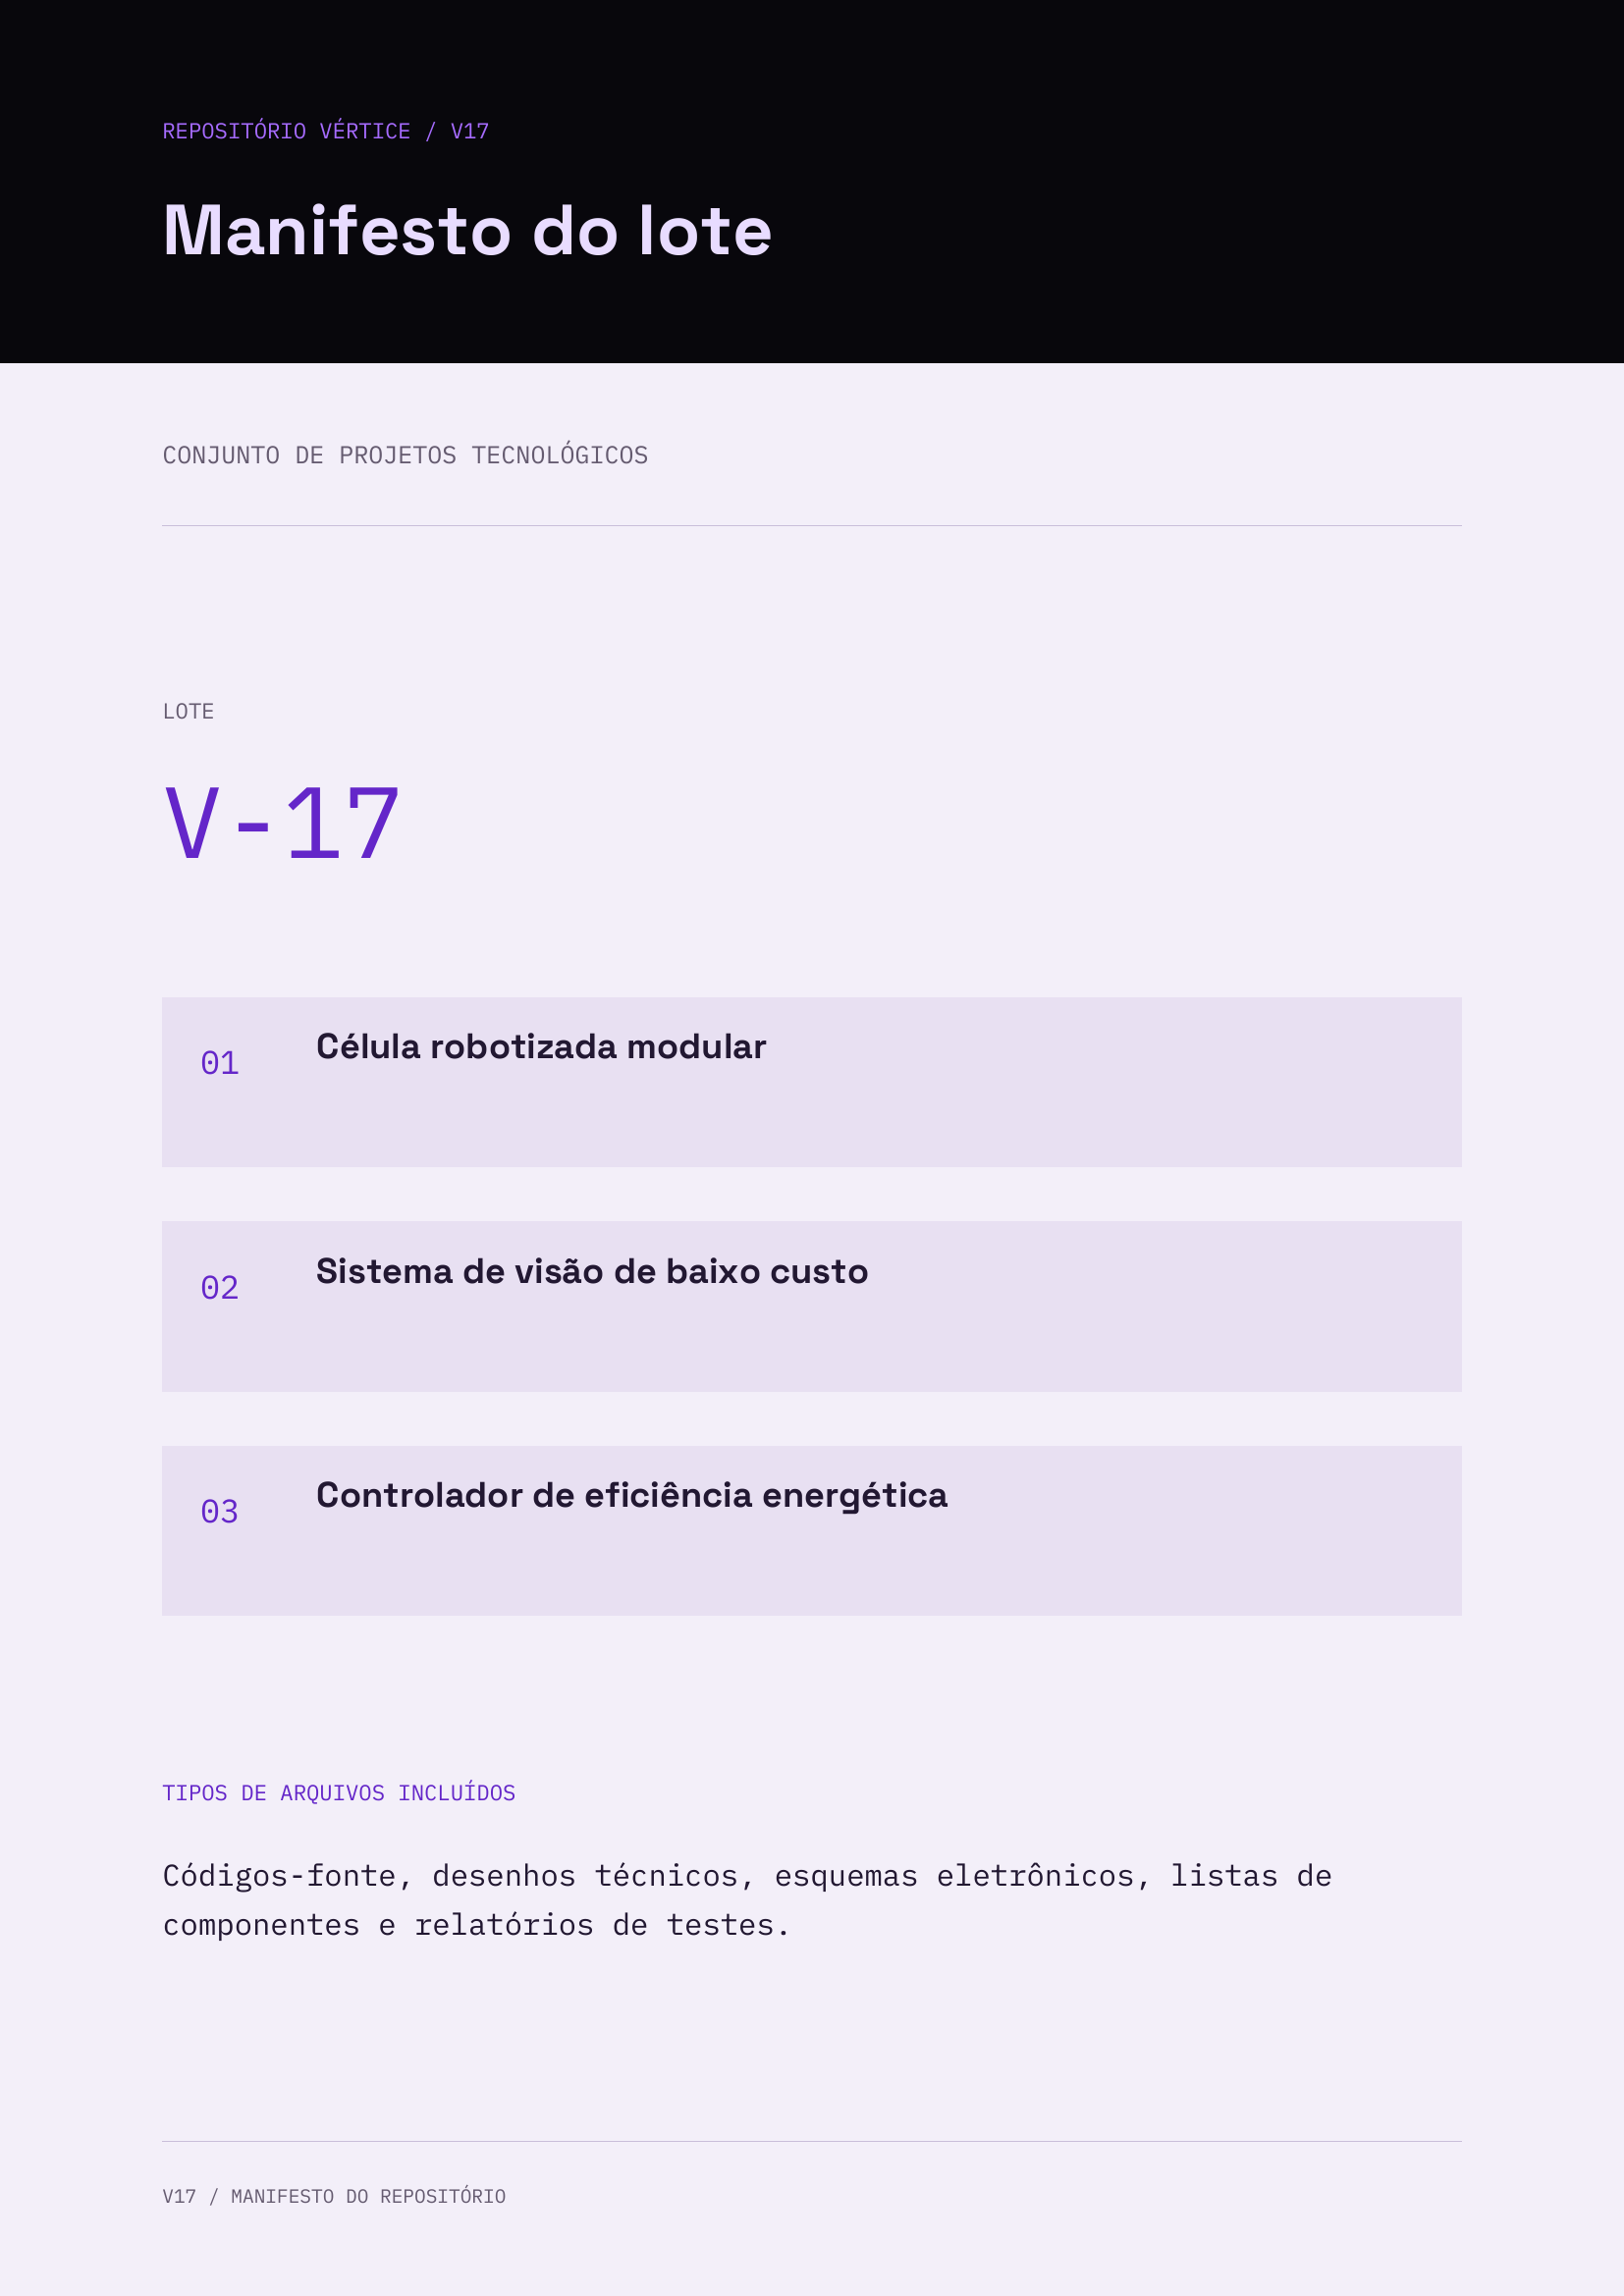 REPOSITÓRIO VÉRTICE / V17
Manifesto do lote
CONJUNTO DE PROJETOS TECNOLÓGICOS
LOTE
V-17
01 Célula robotizada modular
02 Sistema de visão de baixo custo
03 Controlador de eficiência energética
TIPOS DE ARQUIVOS INCLUÍDOS
Códigos-fonte, desenhos técnicos, esquemas eletrônicos, listas de
componentes e relatórios de testes.
V17 / MANIFESTO DO REPOSITÓRIO